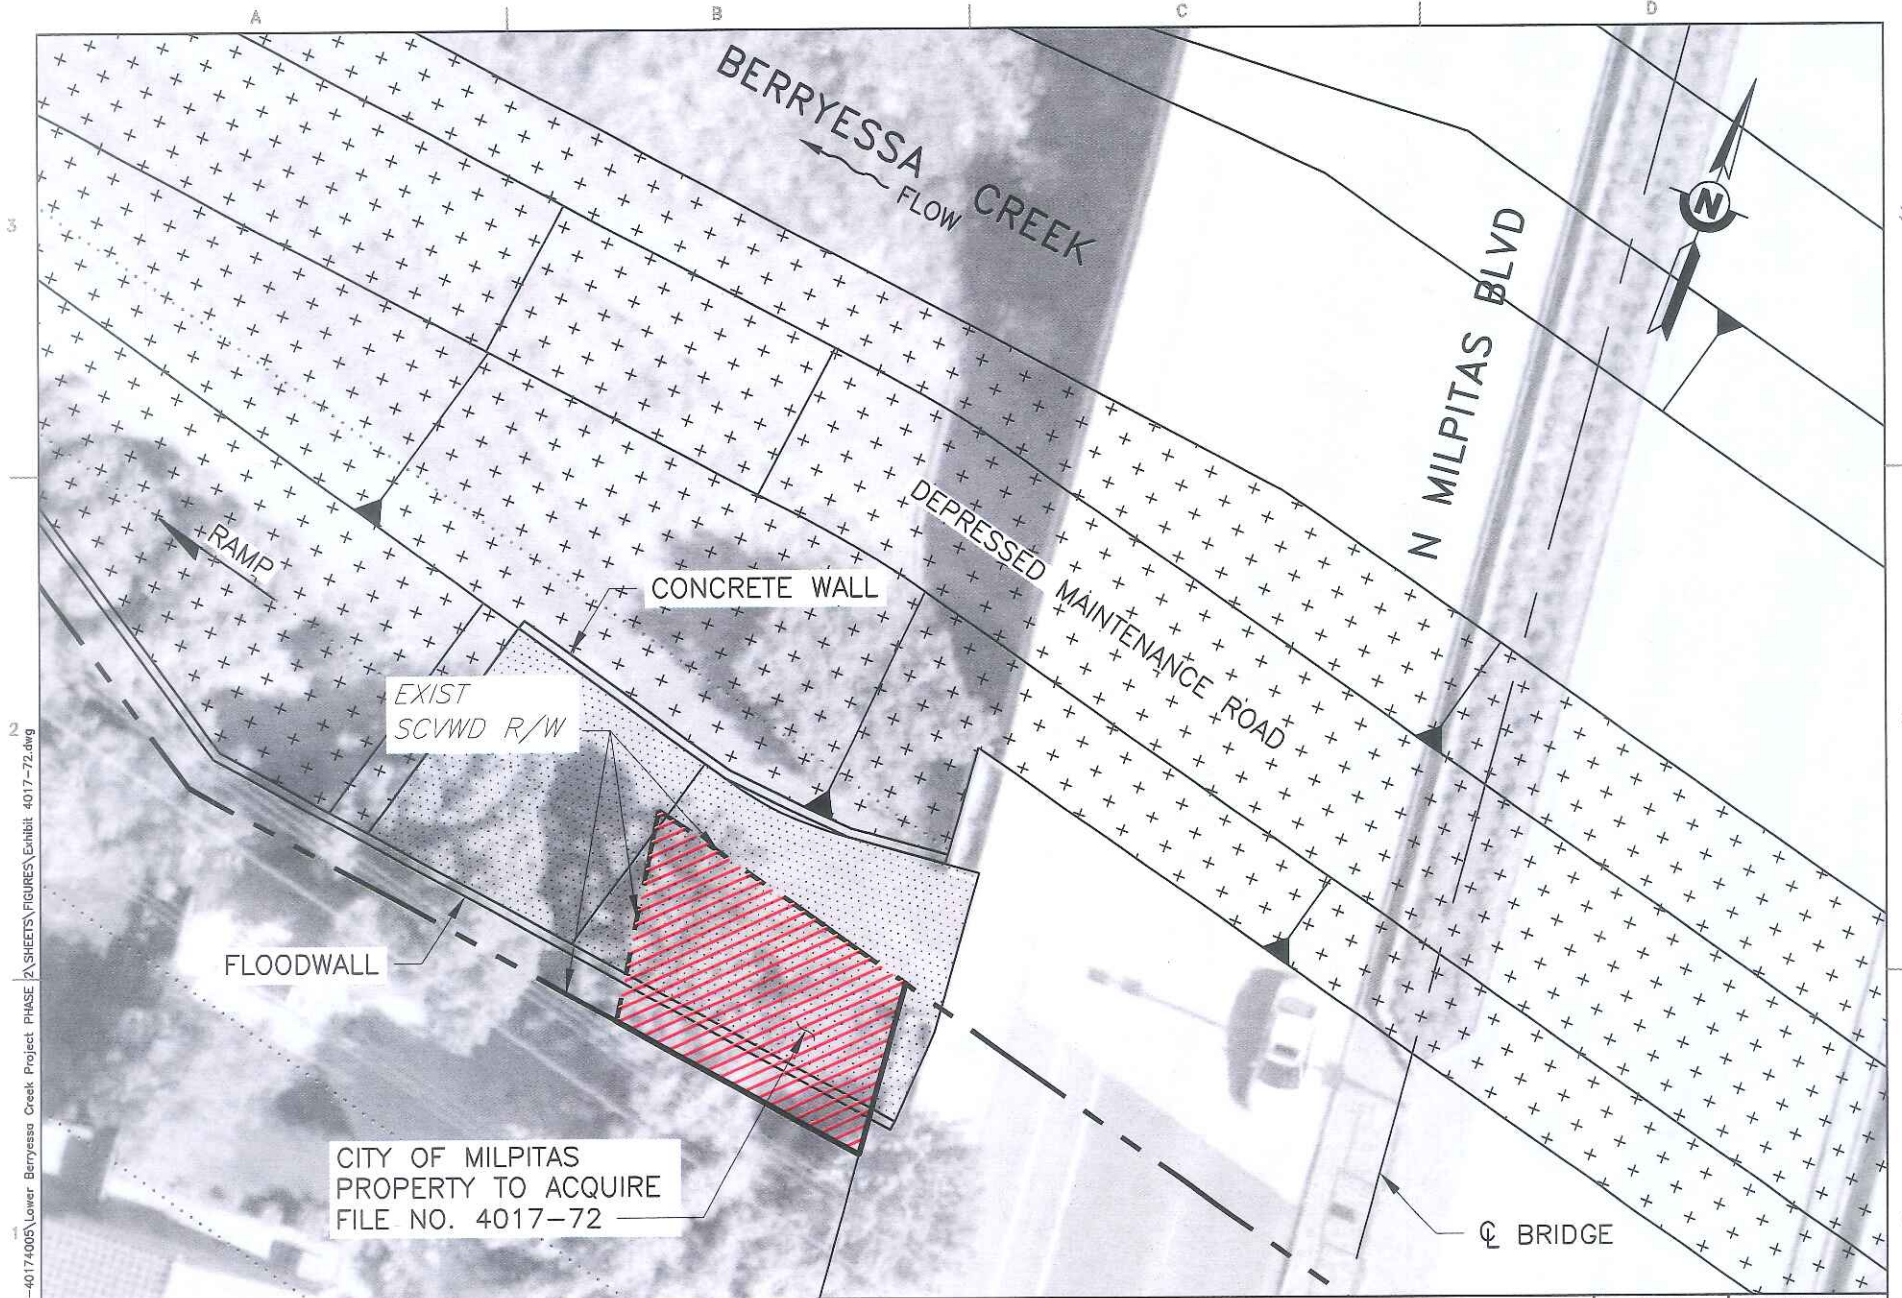 A
B
C
D
3
2
1
BERRYESSA CREEK
FLOW
N
N MILPITAS BLVD
DEPRESSED MAINTENANCE ROAD
RAMP
CONCRETE WALL
EXIST
SCVWD R/W
FLOODWALL
CITY OF MILPITAS
PROPERTY TO ACQUIRE
FILE NO. 4017-72
℄ BRIDGE
-40174005\Lower Berryessa Creek Project PHASE 2\SHEETS\FIGURES\Exhibit 4017-72.dwg